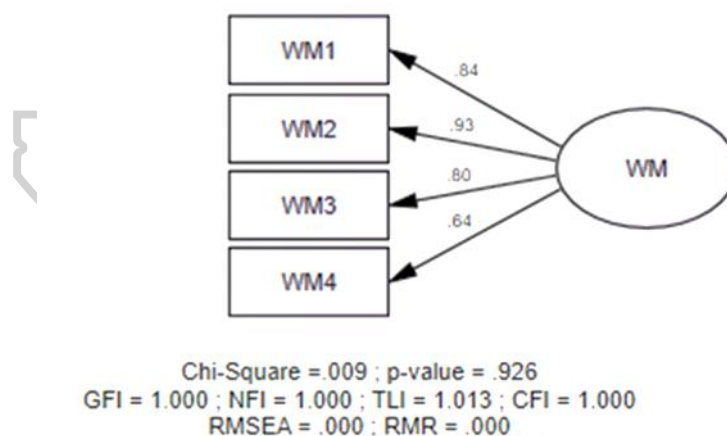 WM1
.84
WM2
.93
WM
.80
WM3
.64
WM4
Chi-Square =.009 ; p-value = .926
GFI = 1.000 ; NFI = 1.000 ; TLI = 1.013 ; CFI = 1.000
RMSEA = .000 ; RMR = .000